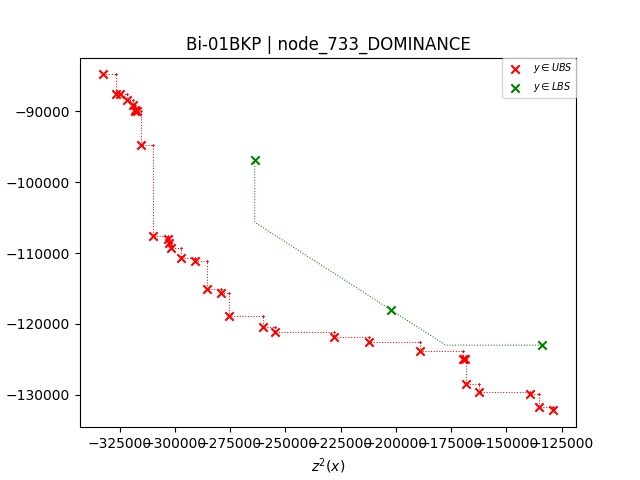 Bi-01BKP | node_733_DOMINANCE
y ∈ UBS
y ∈ LBS
−90000
−100000
−110000
−120000
−130000
−325000 −300000 −275000 −250000 −225000 −200000 −175000 −150000 −125000
z²(x)